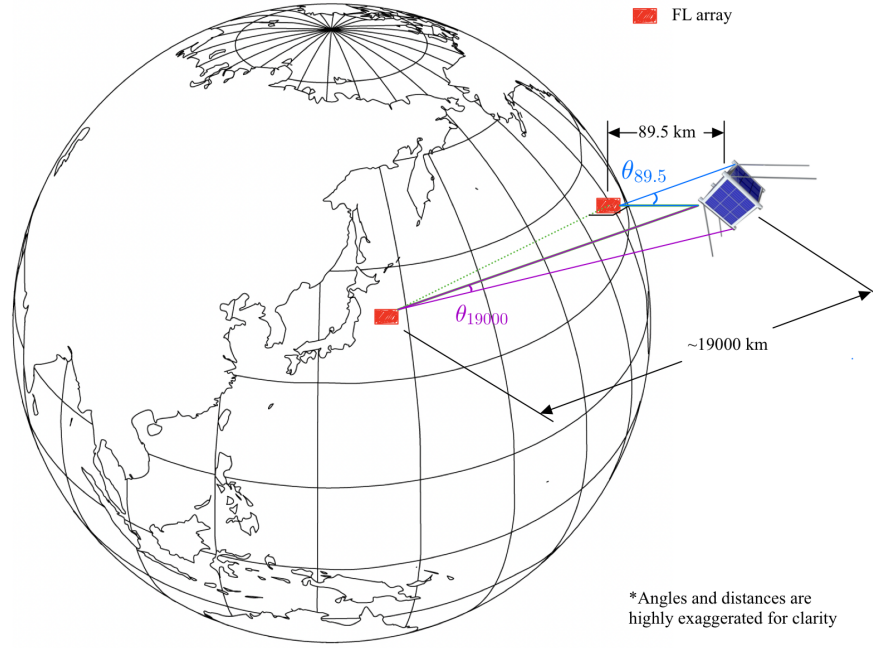 FL array
89.5 km
θ89.5
θ19000
~19000 km
*Angles and distances are
highly exaggerated for clarity